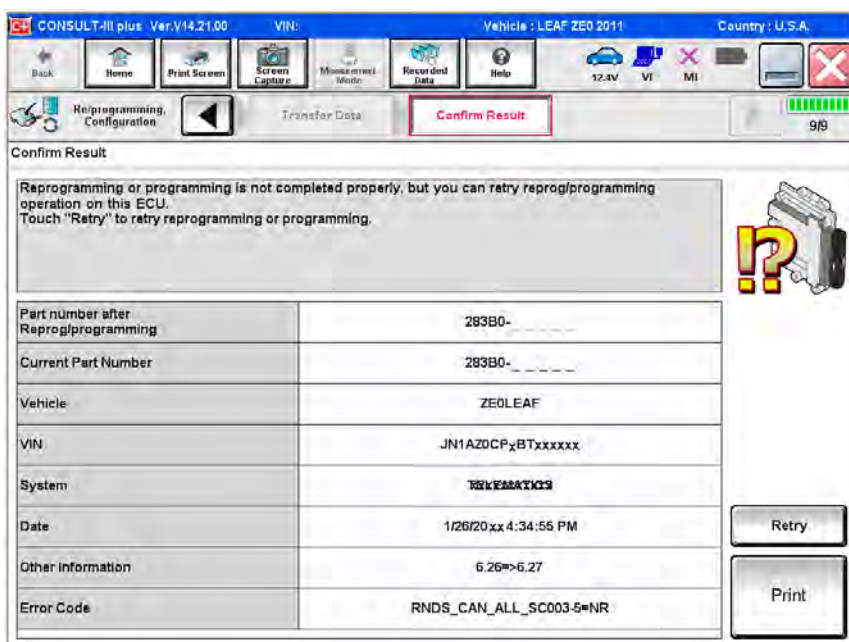 CONSULT-III plus Ver.V14.21.00 VIN: Vehicle : LEAF ZE0 2011 Country : U.S.A.
Back Home Print Screen Screen Capture Measurement Mode Recorded Data Help 12.4V VI MI
Re/programming, Configuration Transfer Data Confirm Result 9/9
Confirm Result
Reprogramming or programming is not completed properly, but you can retry reprog/programming
operation on this ECU.
Touch "Retry" to retry reprogramming or programming.
!?
Part number after
Reprog/programming 283B0-_ _ _ _ _
Current Part Number 283B0-_ _ _ _ _
Vehicle ZE0LEAF
VIN JN1AZ0CPxBTxxxxxx
System
Date 1/26/20xx 4:34:55 PM
Retry
Other Information 6.26=>6.27
Error Code RNDS_CAN_ALL_SC003-5=NR
Print